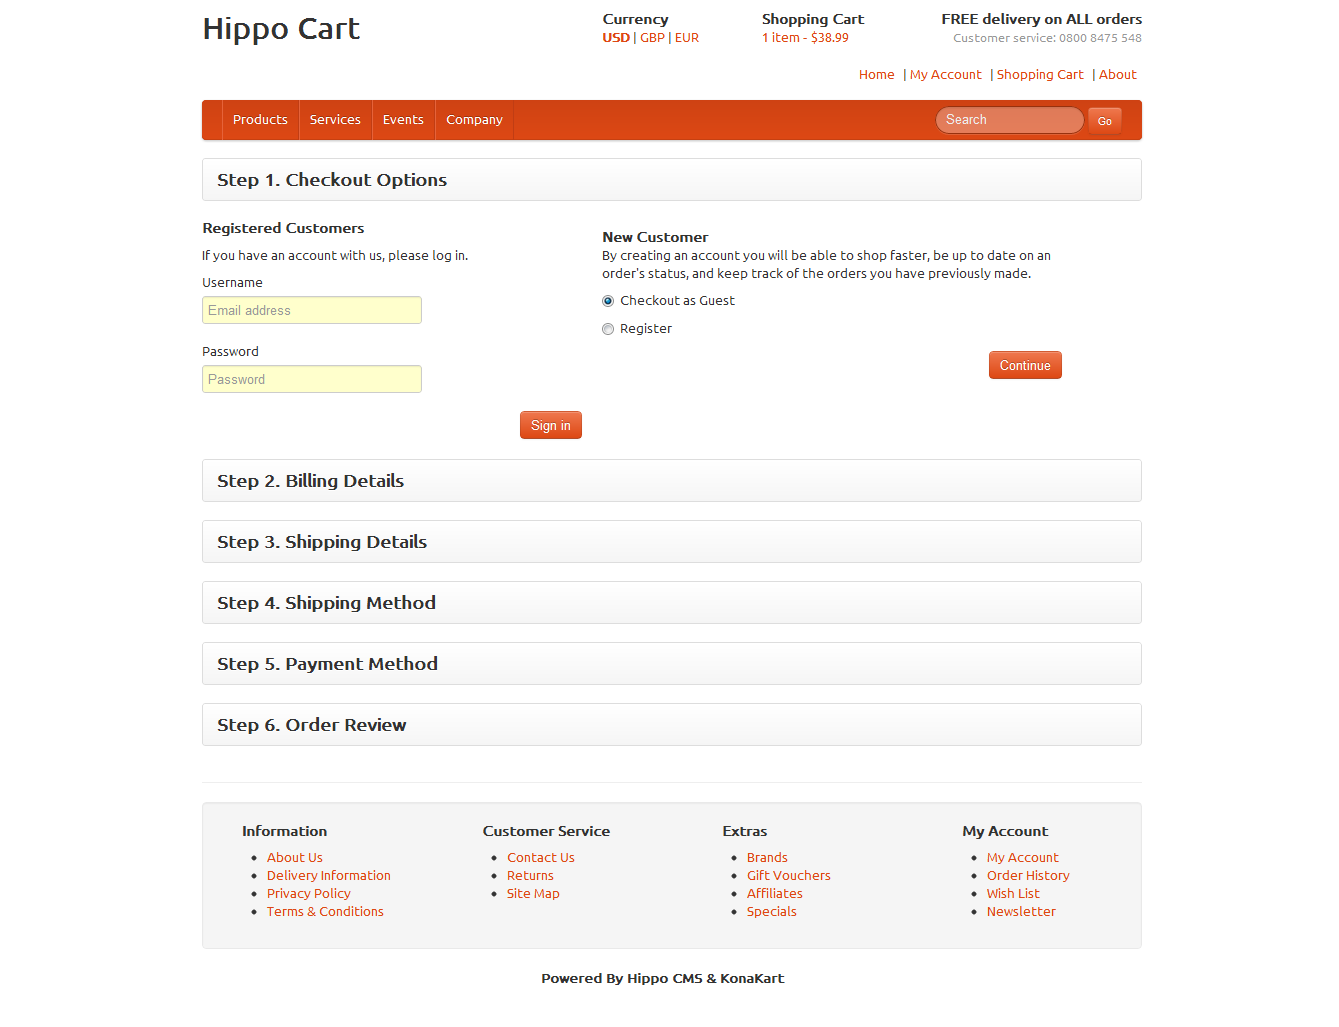 Hippo Cart
Currency
USD | GBP | EUR
Shopping Cart
1 item - $38.99
FREE delivery on ALL orders
Customer service: 0800 8475 548
Home | My Account | Shopping Cart | About
Products Services Events Company Search Go
Step 1. Checkout Options
Registered Customers
If you have an account with us, please log in.
Username
Email address
Password
Password
Sign in
New Customer
By creating an account you will be able to shop faster, be up to date on an
order's status, and keep track of the orders you have previously made.
Checkout as Guest
Register
Continue
Step 2. Billing Details
Step 3. Shipping Details
Step 4. Shipping Method
Step 5. Payment Method
Step 6. Order Review
Information
About Us
Delivery Information
Privacy Policy
Terms & Conditions
Customer Service
Contact Us
Returns
Site Map
Extras
Brands
Gift Vouchers
Affiliates
Specials
My Account
My Account
Order History
Wish List
Newsletter
Powered By Hippo CMS & KonaKart